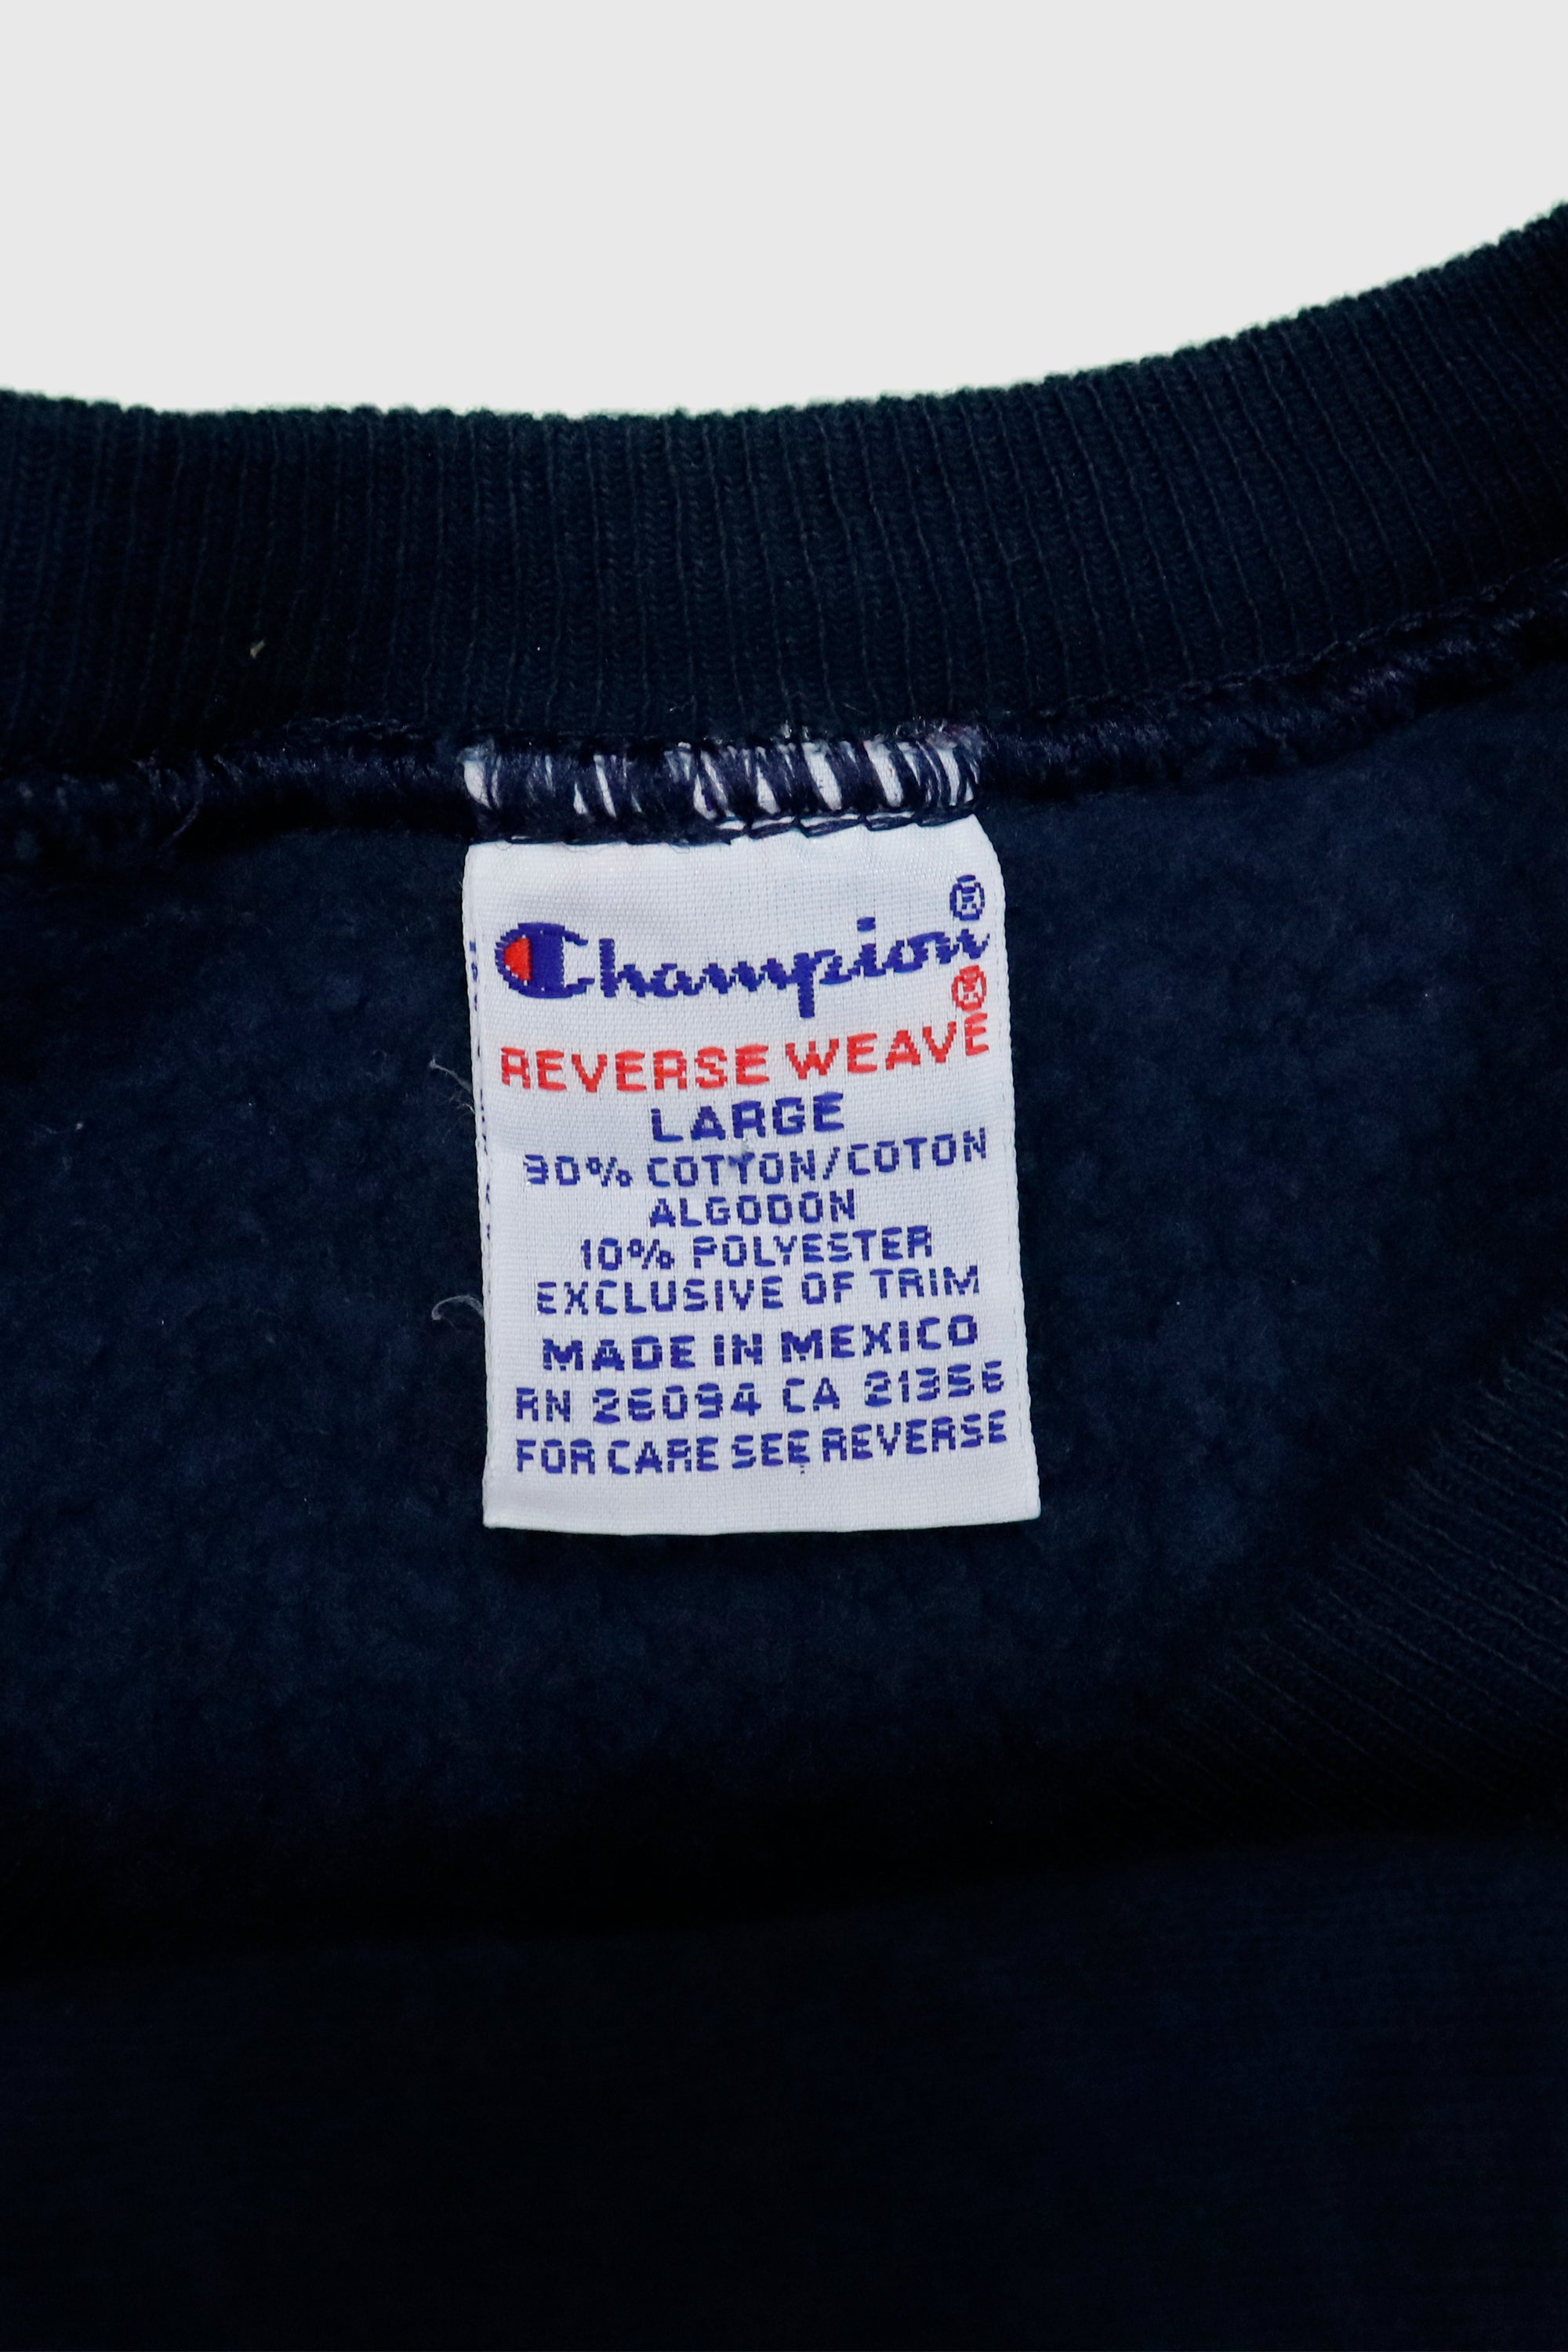 Champion®
REVERSE WEAVE®
LARGE
90% COTTON/COTON
ALGODON
10% POLYESTER
EXCLUSIVE OF TRIM
MADE IN MEXICO
RN 26094 CA 21356
FOR CARE SEE REVERSE